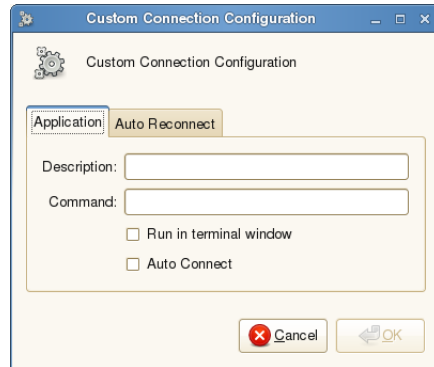 Custom Connection Configuration
Custom Connection Configuration
Application Auto Reconnect
Description:
Command:
Run in terminal window
Auto Connect
Cancel OK